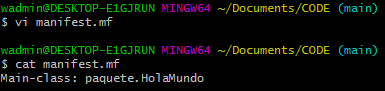 wadmin@DESKTOP-E1GJRUN MINGW64 ~/Documents/CODE (main)
$ vi manifest.mf
wadmin@DESKTOP-E1GJRUN MINGW64 ~/Documents/CODE (main)
$ cat manifest.mf
Main-class: paquete.HolaMundo